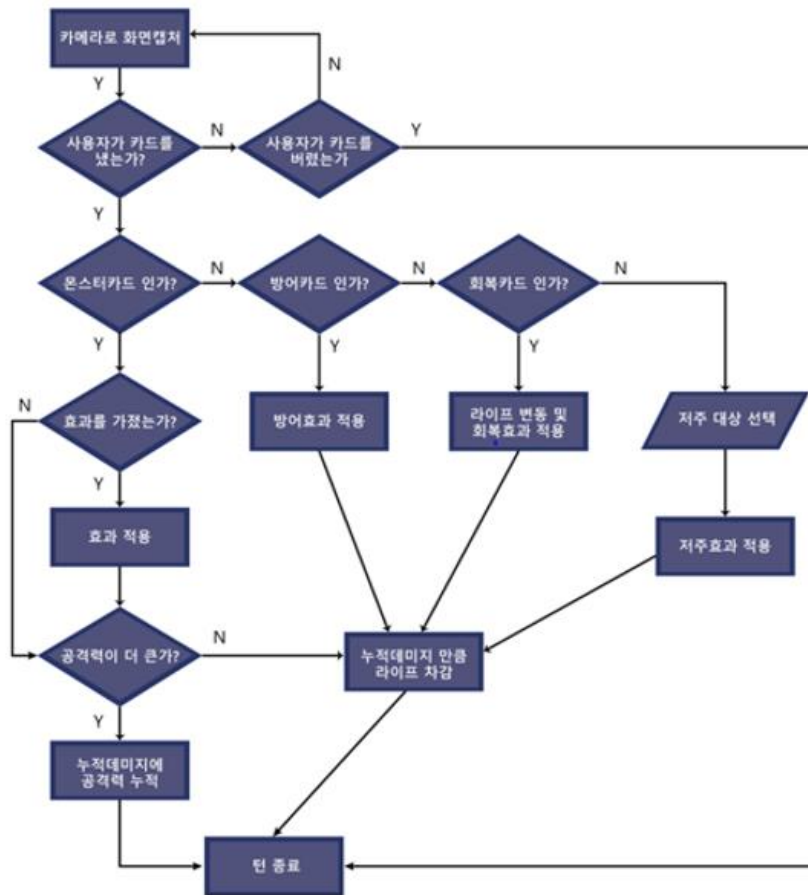 카메라로 화면캡처
N
Y
사용자가 카드를
냈는가?
N
사용자가 카드를
버렸는가
Y
Y
몬스터카드 인가?
N
방어카드 인가?
N
회복카드 인가?
N
Y
Y
Y
N
효과를 가졌는가?
방어효과 적용
라이프 변동 및
회복효과 적용
저주 대상 선택
Y
효과 적용
저주효과 적용
공격력이 더 큰가?
N
누적데미지 만큼
라이프 차감
Y
누적데미지에
공격력 누적
턴 종료